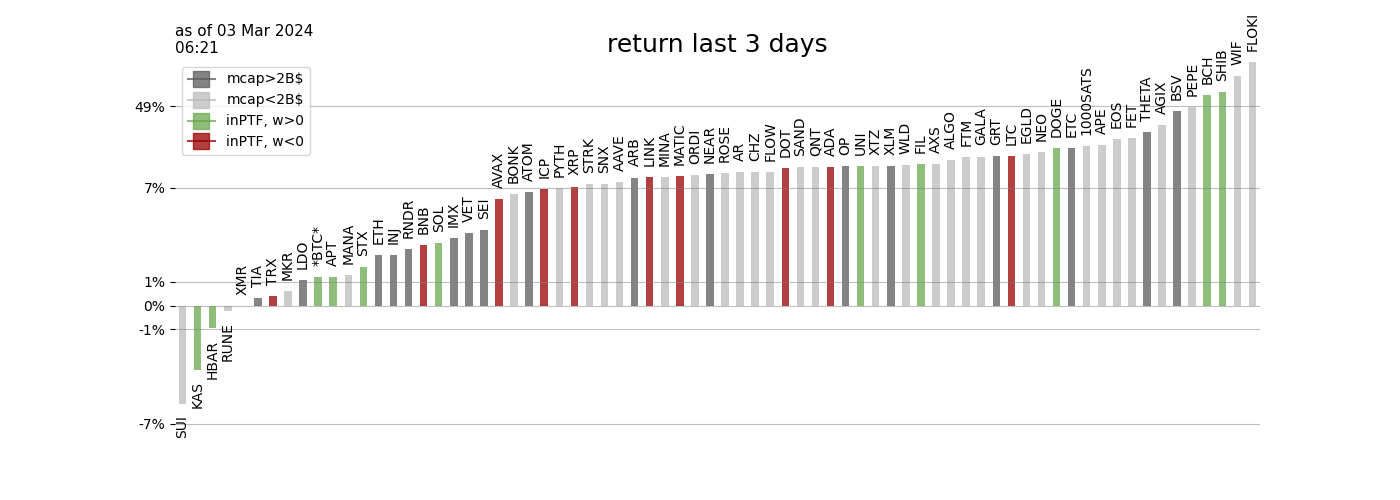 as of 03 Mar 2024
06:21
return last 3 days
mcap>2B$
mcap<2B$
inPTF, w>0
inPTF, w<0
49%
7%
1%
0%
-1%
-7%
SUI
KAS
HBAR
RUNE
XMR
TIA
TRX
MKR
LDO
*BTC*
APT
MANA
STX
ETH
INJ
RNDR
BNB
SOL
IMX
VET
SEI
AVAX
BONK
ATOM
ICP
PYTH
XRP
STRK
SNX
AAVE
ARB
LINK
MINA
MATIC
ORDI
NEAR
ROSE
AR
CHZ
FLOW
DOT
SAND
QNT
ADA
OP
UNI
XTZ
XLM
WLD
FIL
AXS
ALGO
FTM
GALA
GRT
LTC
EGLD
NEO
DOGE
ETC
1000SATS
APE
EOS
FET
THETA
AGIX
BSV
PEPE
BCH
SHIB
WIF
FLOKI